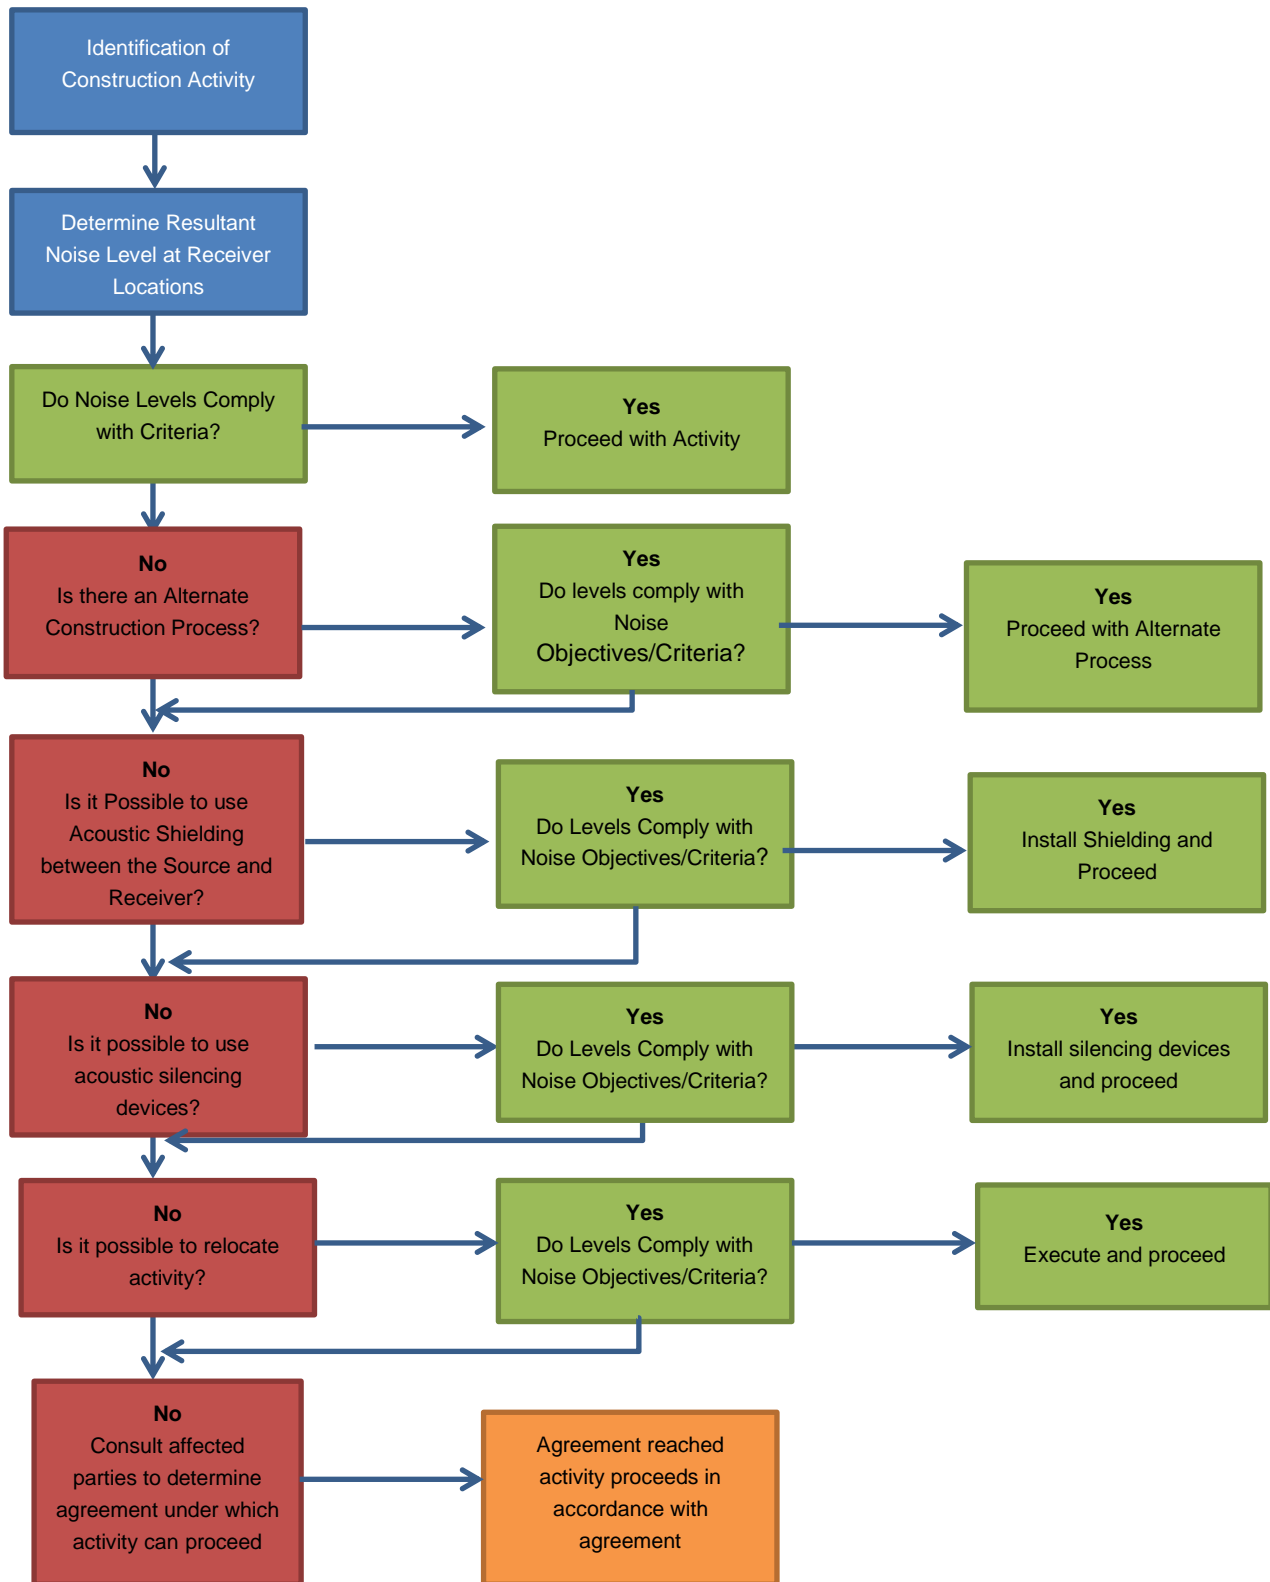 Identification of
Construction Activity
Determine Resultant
Noise Level at Receiver
Locations
Do Noise Levels Comply
with Criteria?
Yes
Proceed with Activity
No
Is there an Alternate
Construction Process?
Yes
Do levels comply with
Noise
Objectives/Criteria?
Yes
Proceed with Alternate
Process
No
Is it Possible to use
Acoustic Shielding
between the Source and
Receiver?
Yes
Do Levels Comply with
Noise Objectives/Criteria?
Yes
Install Shielding and
Proceed
No
Is it possible to use
acoustic silencing
devices?
Yes
Do Levels Comply with
Noise Objectives/Criteria?
Yes
Install silencing devices
and proceed
No
Is it possible to relocate
activity?
Yes
Do Levels Comply with
Noise Objectives/Criteria?
Yes
Execute and proceed
No
Consult affected
parties to determine
agreement under which
activity can proceed
Agreement reached
activity proceeds in
accordance with
agreement